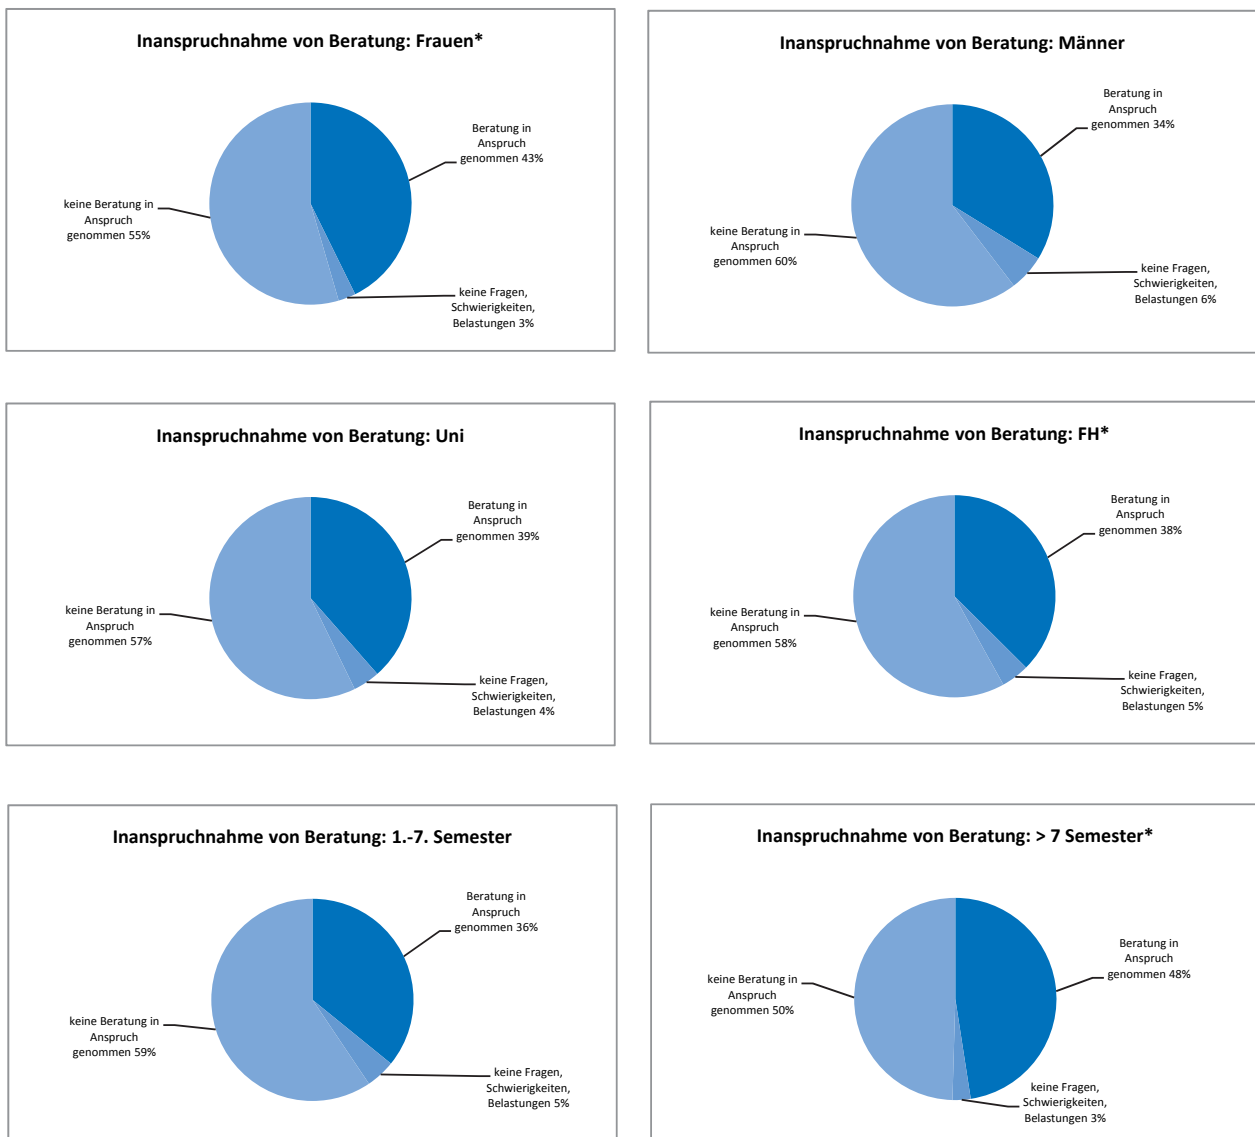 Inanspruchnahme von Beratung: Frauen*
Beratung in
Anspruch
genommen 43%
keine Beratung in
Anspruch
genommen 55%
keine Fragen,
Schwierigkeiten,
Belastungen 3%
Inanspruchnahme von Beratung: Männer
Beratung in
Anspruch
genommen 34%
keine Beratung in
Anspruch
genommen 60%
keine Fragen,
Schwierigkeiten,
Belastungen 6%
Inanspruchnahme von Beratung: Uni
Beratung in
Anspruch
genommen 39%
keine Beratung in
Anspruch
genommen 57%
keine Fragen,
Schwierigkeiten,
Belastungen 4%
Inanspruchnahme von Beratung: FH*
Beratung in
Anspruch
genommen 38%
keine Beratung in
Anspruch
genommen 58%
keine Fragen,
Schwierigkeiten,
Belastungen 5%
Inanspruchnahme von Beratung: 1.-7. Semester
Beratung in
Anspruch
genommen 36%
keine Beratung in
Anspruch
genommen 59%
keine Fragen,
Schwierigkeiten,
Belastungen 5%
Inanspruchnahme von Beratung: > 7 Semester*
Beratung in
Anspruch
genommen 48%
keine Beratung in
Anspruch
genommen 50%
keine Fragen,
Schwierigkeiten,
Belastungen 3%